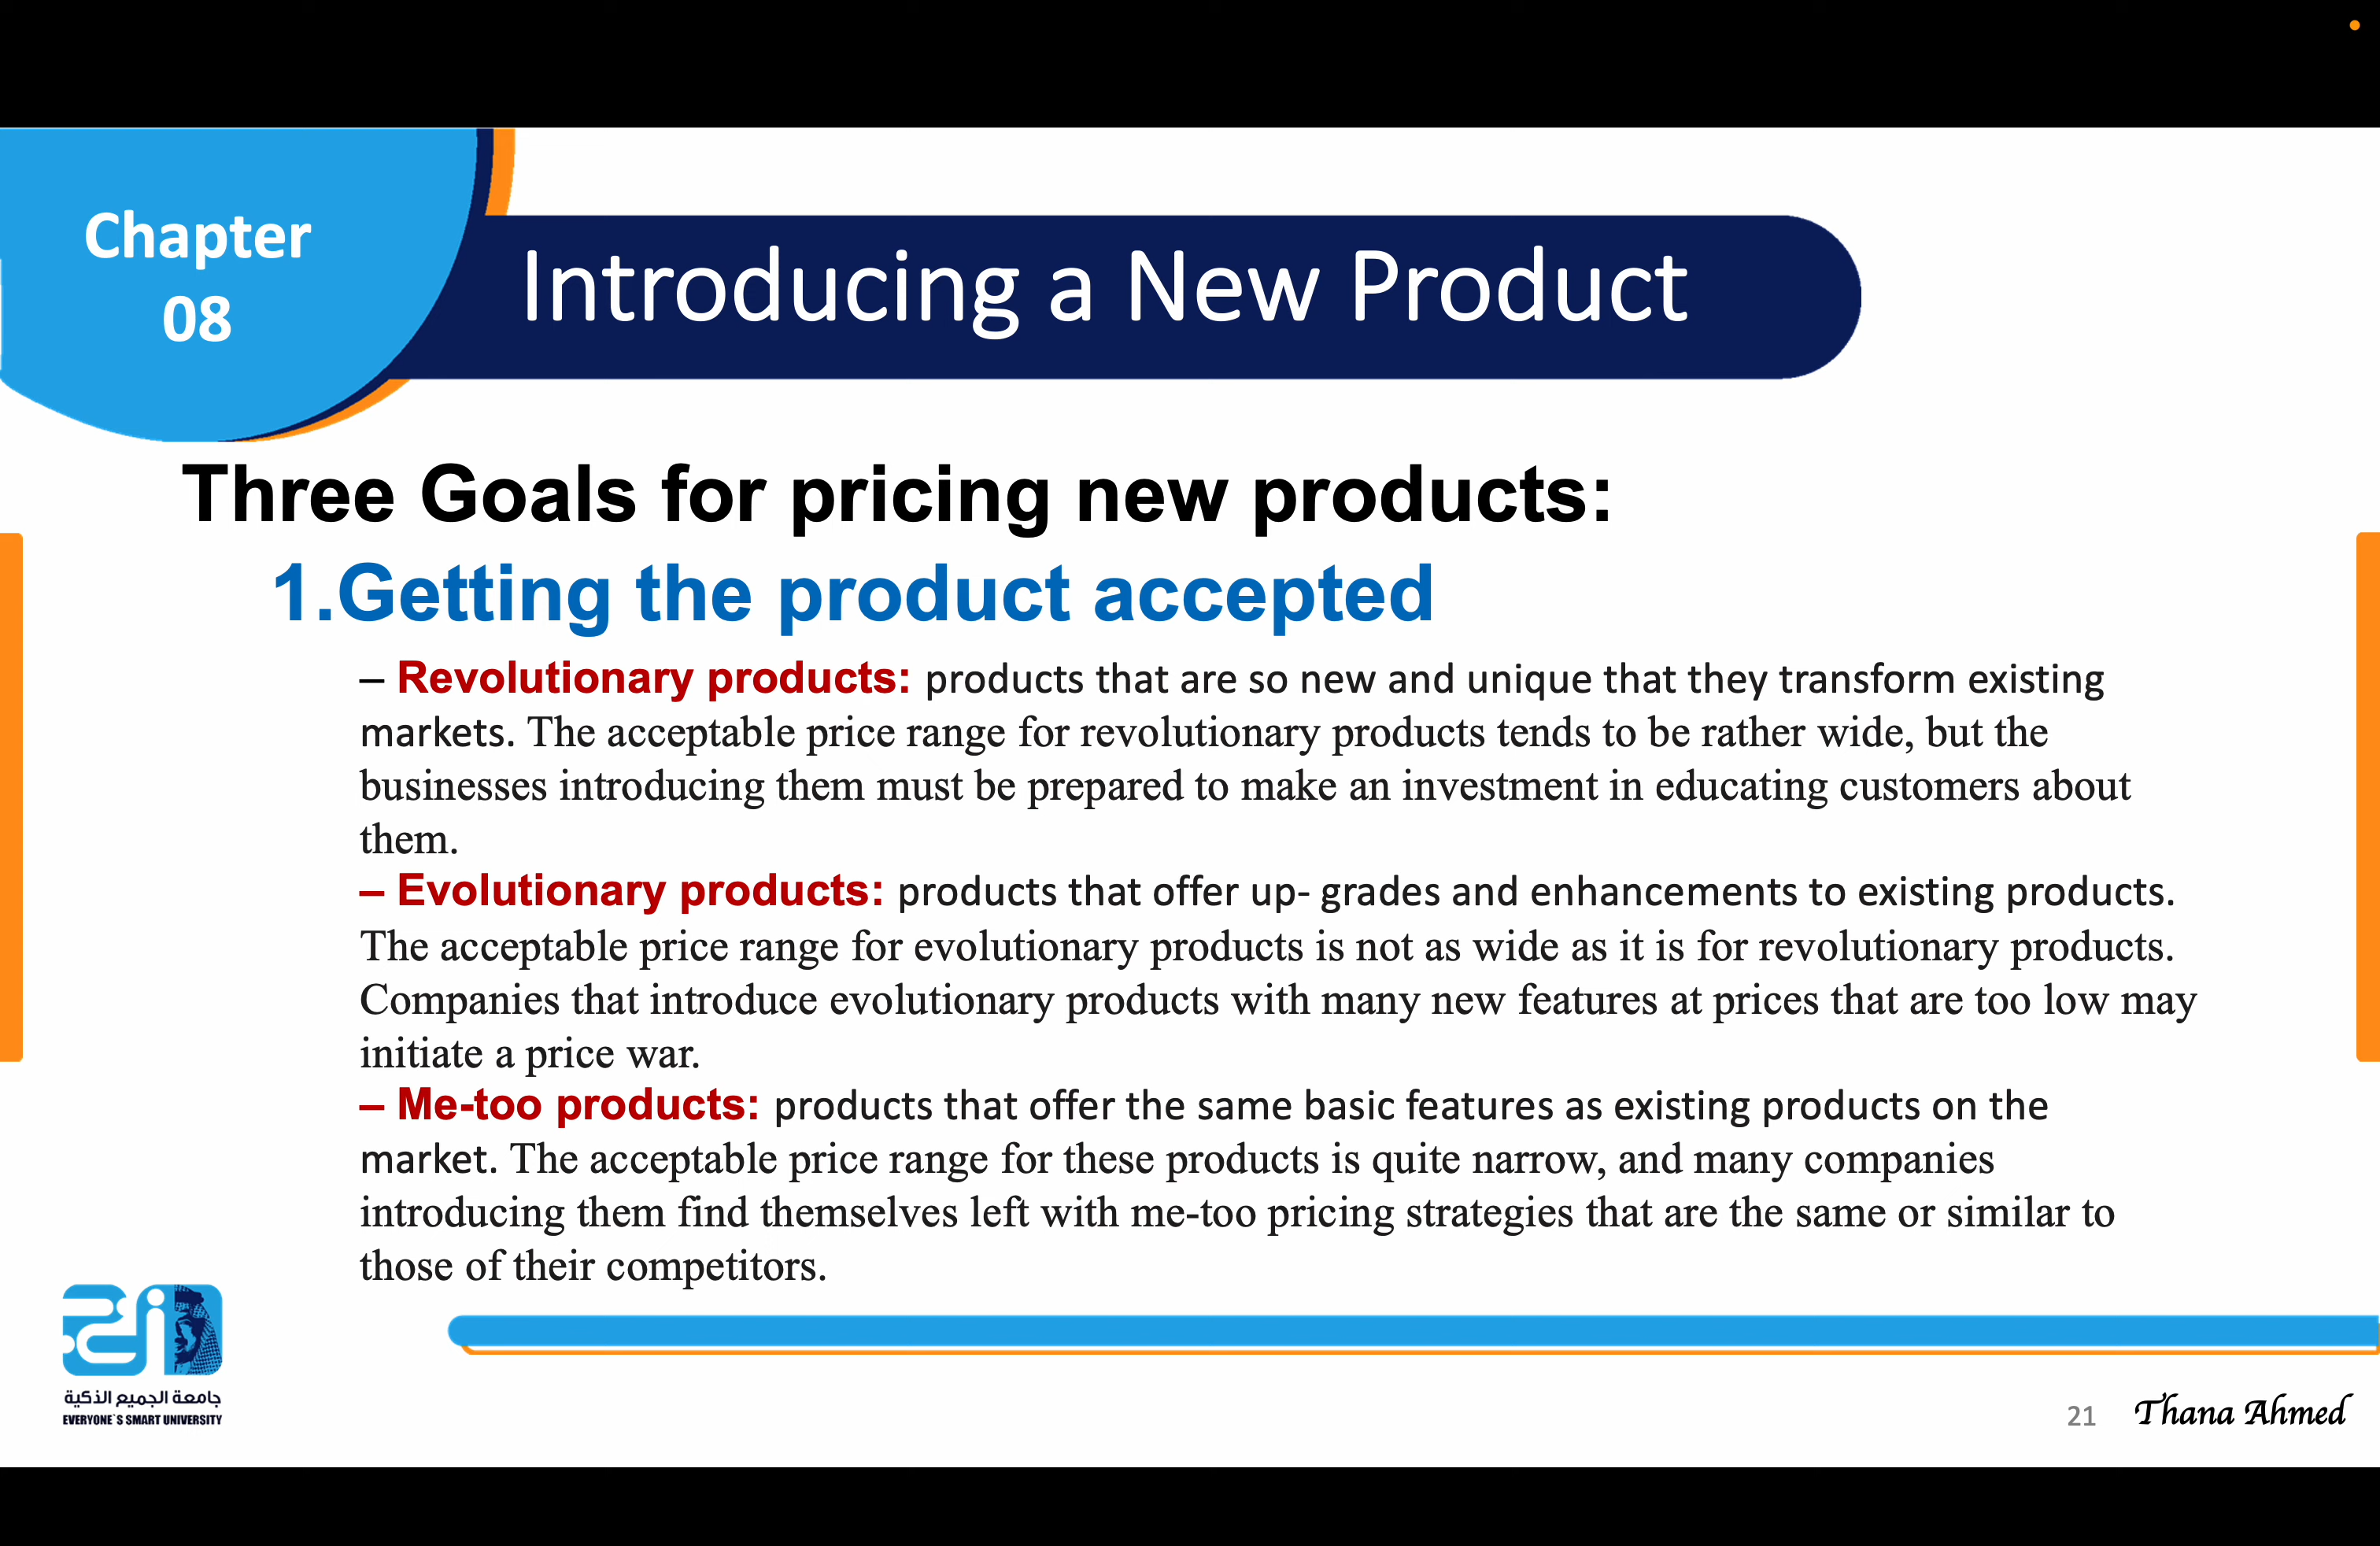 Chapter
08
Introducing a New Product
Three Goals for pricing new products:
1.Getting the product accepted
– Revolutionary products: products that are so new and unique that they transform existing
markets. The acceptable price range for revolutionary products tends to be rather wide, but the
businesses introducing them must be prepared to make an investment in educating customers about
them.
– Evolutionary products: products that offer up- grades and enhancements to existing products.
The acceptable price range for evolutionary products is not as wide as it is for revolutionary products.
Companies that introduce evolutionary products with many new features at prices that are too low may
initiate a price war.
– Me-too products: products that offer the same basic features as existing products on the
market. The acceptable price range for these products is quite narrow, and many companies
introducing them find themselves left with me-too pricing strategies that are the same or similar to
those of their competitors.
جامعة الجميع الذكية
EVERYONE`S SMART UNIVERSITY
21
Thana Ahmed